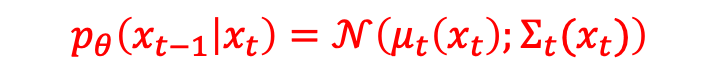 p_θ(x_{t−1}|x_t) = 𝒩(μ_t(x_t); Σ_t(x_t))